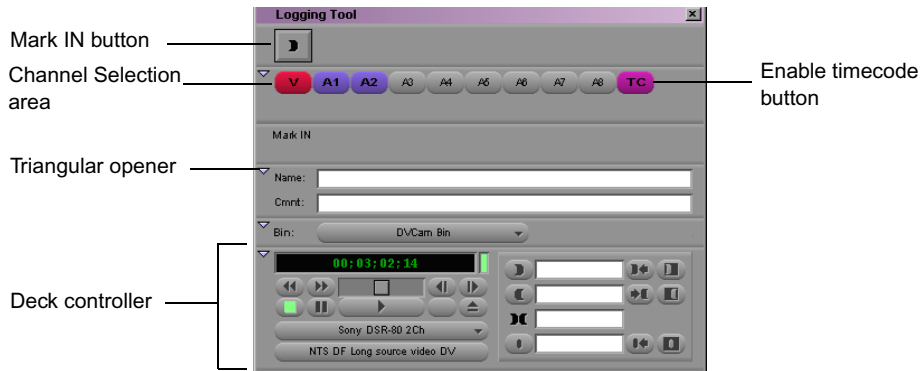 Logging Tool
Mark IN button
Channel Selection
area
V A1 A2 A3 A4 A5 A6 A7 A8 TC
Enable timecode
button
Mark IN
Triangular opener
Name:
Cmnt:
Bin: DVCam Bin
00;03;02;14
Deck controller
Sony DSR-80 2Ch
NTS DF Long source video DV